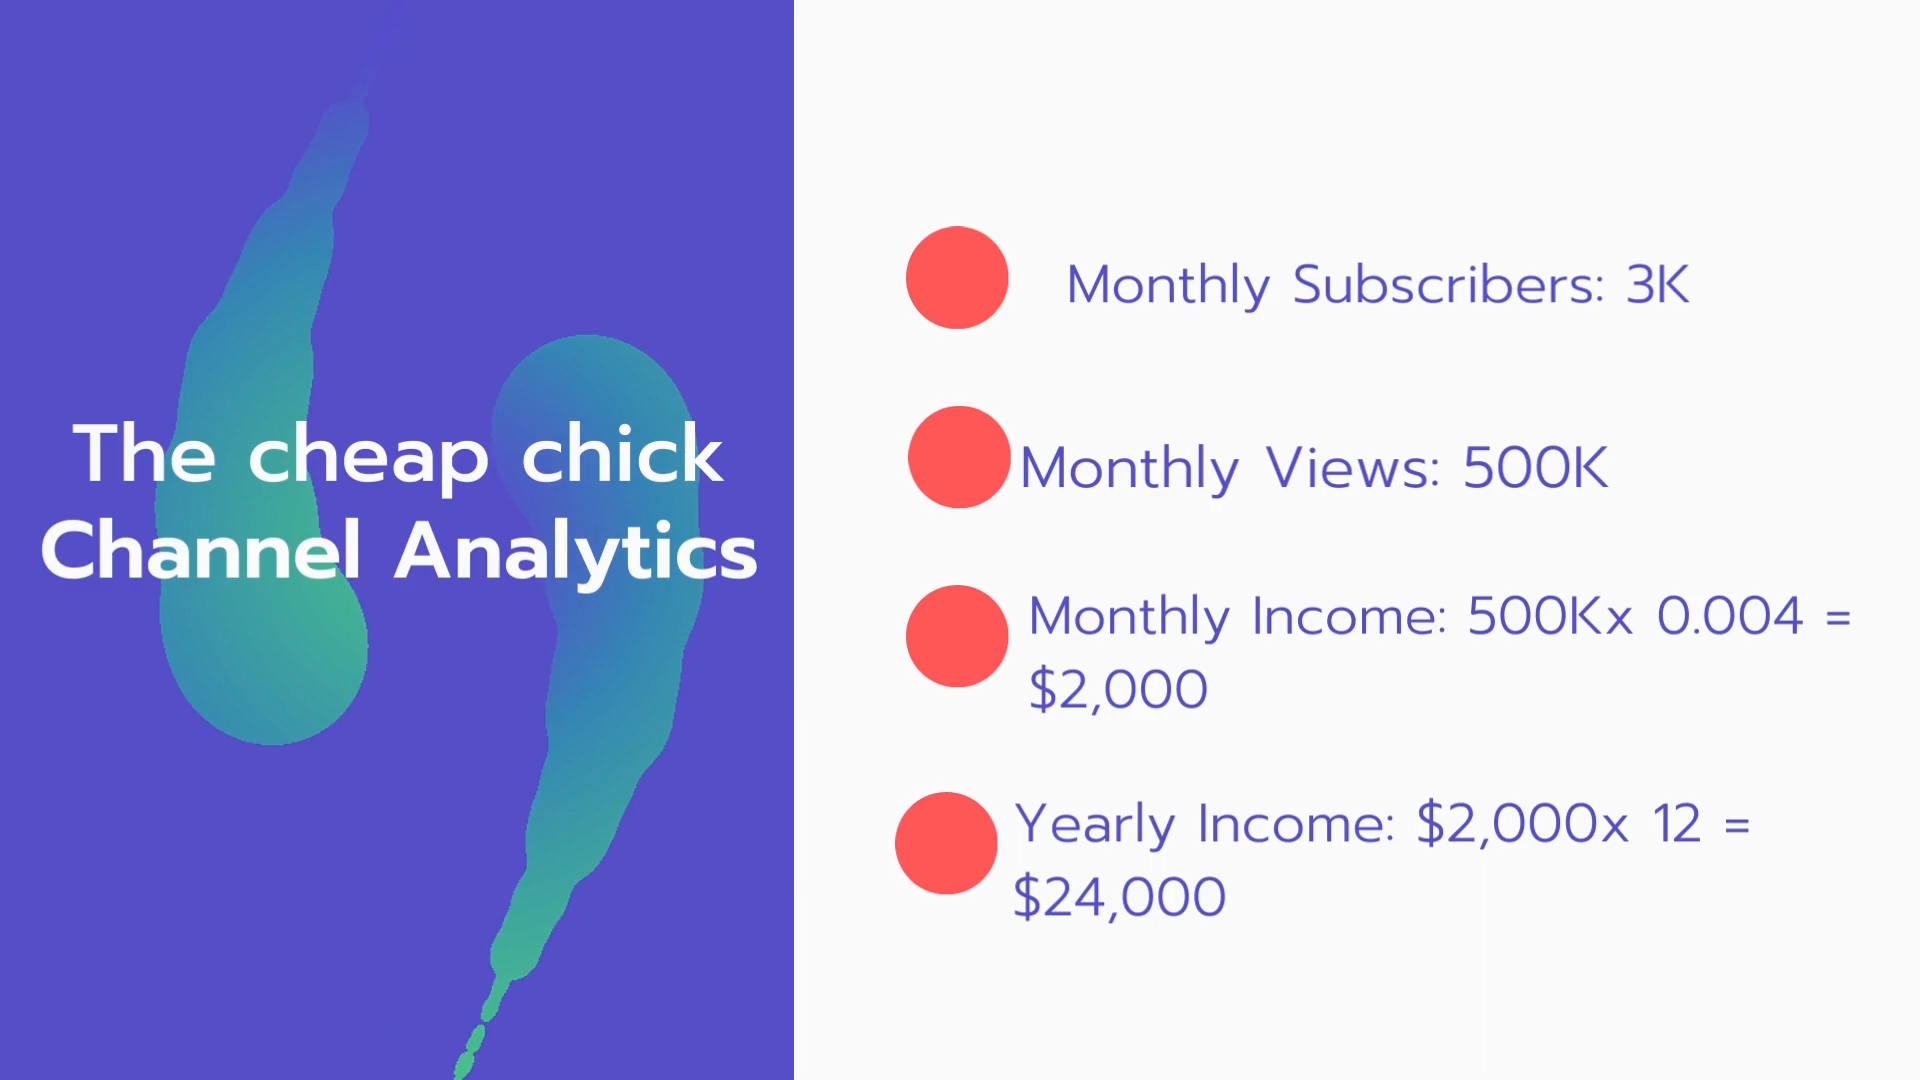 The cheap chick
Channel Analytics
Monthly Subscribers: 3K
Monthly Views: 500K
Monthly Income: 500Kx 0.004 =
$2,000
Yearly Income: $2,000x 12 =
$24,000